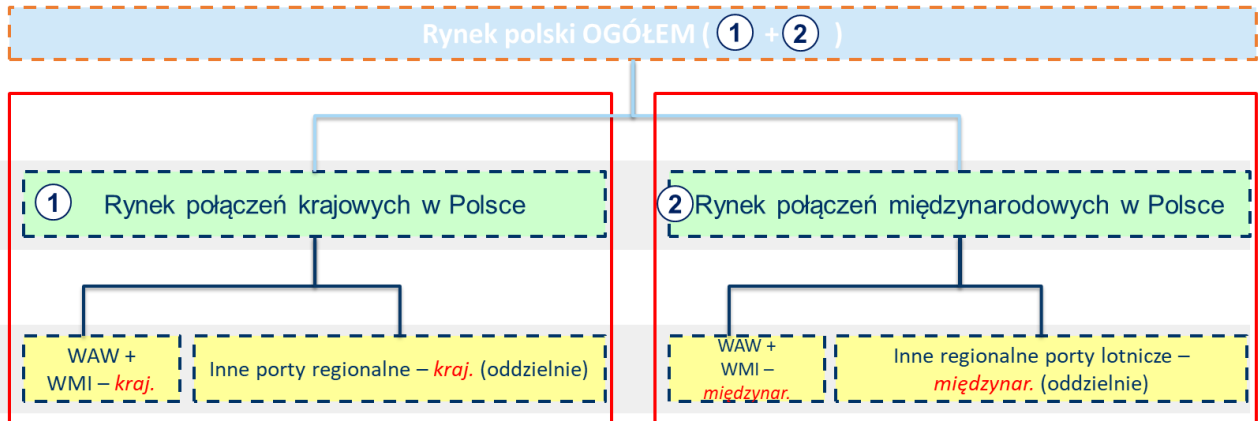 Rynek polski OGÓŁEM ( 1 + 2 )
1 Rynek połączeń krajowych w Polsce
2 Rynek połączeń międzynarodowych w Polsce
WAW +
WMI – kraj.
Inne porty regionalne – kraj. (oddzielnie)
WAW +
WMI –
międzynar.
Inne regionalne porty lotnicze –
międzynar. (oddzielnie)